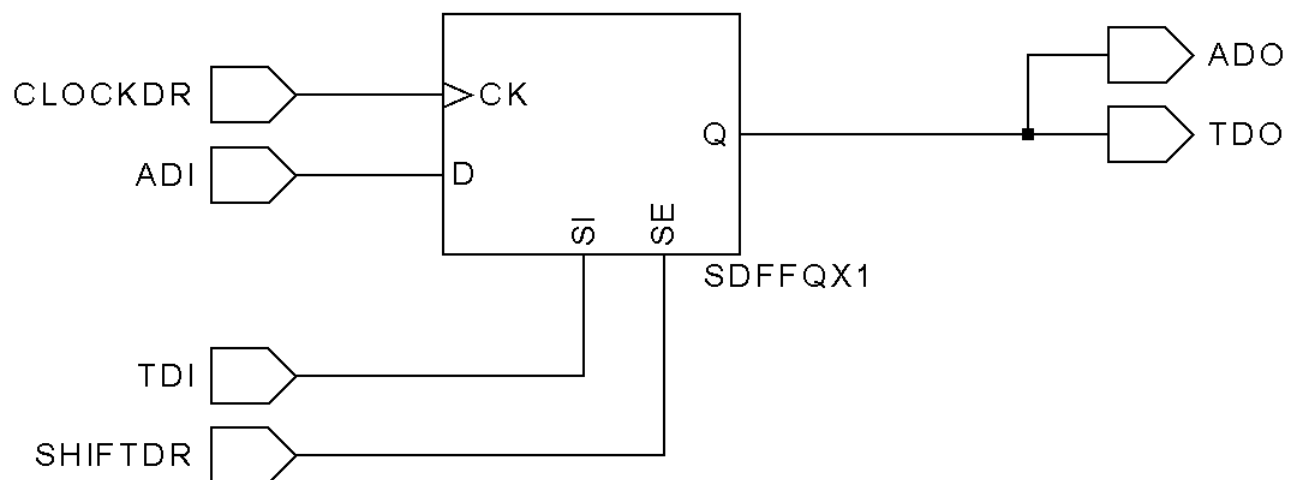 ADO
CLOCKDR
CK
Q
TDO
ADI
D
SI
SE
SDFFQX1
TDI
SHIFTDR